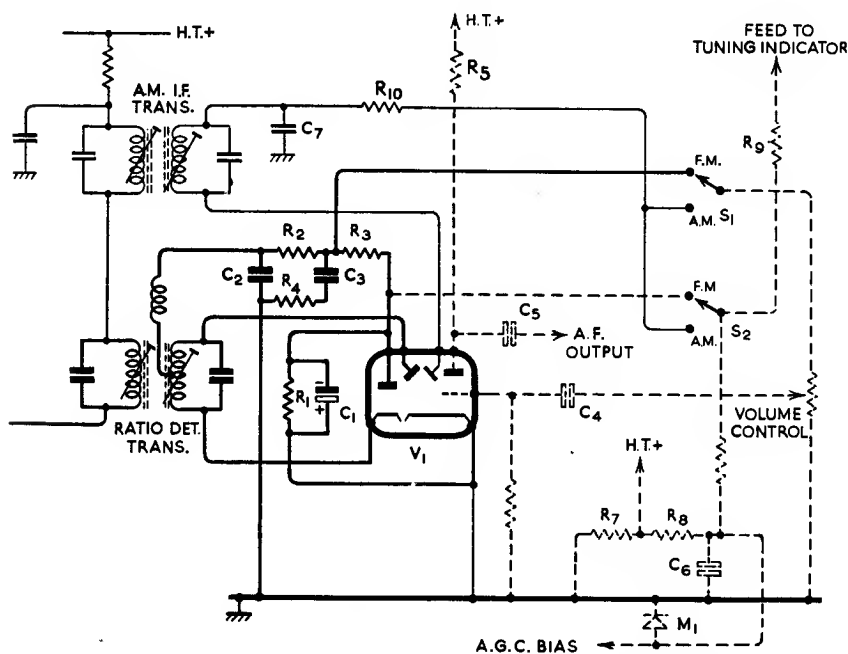 H.T.+
H.T.+
FEED TO
TUNING INDICATOR
A.M. I.F.
TRANS.
R5
R10
C7
R9
F.M.
A.M. S1
R2
R3
C2
R4
C3
F.M
A.M.
S2
C5
A.F.
OUTPUT
R1
C1
C4
VOLUME
CONTROL
RATIO DET.
TRANS.
V1
H.T.+
R7
R8
C6
M1
A.G.C. BIAS